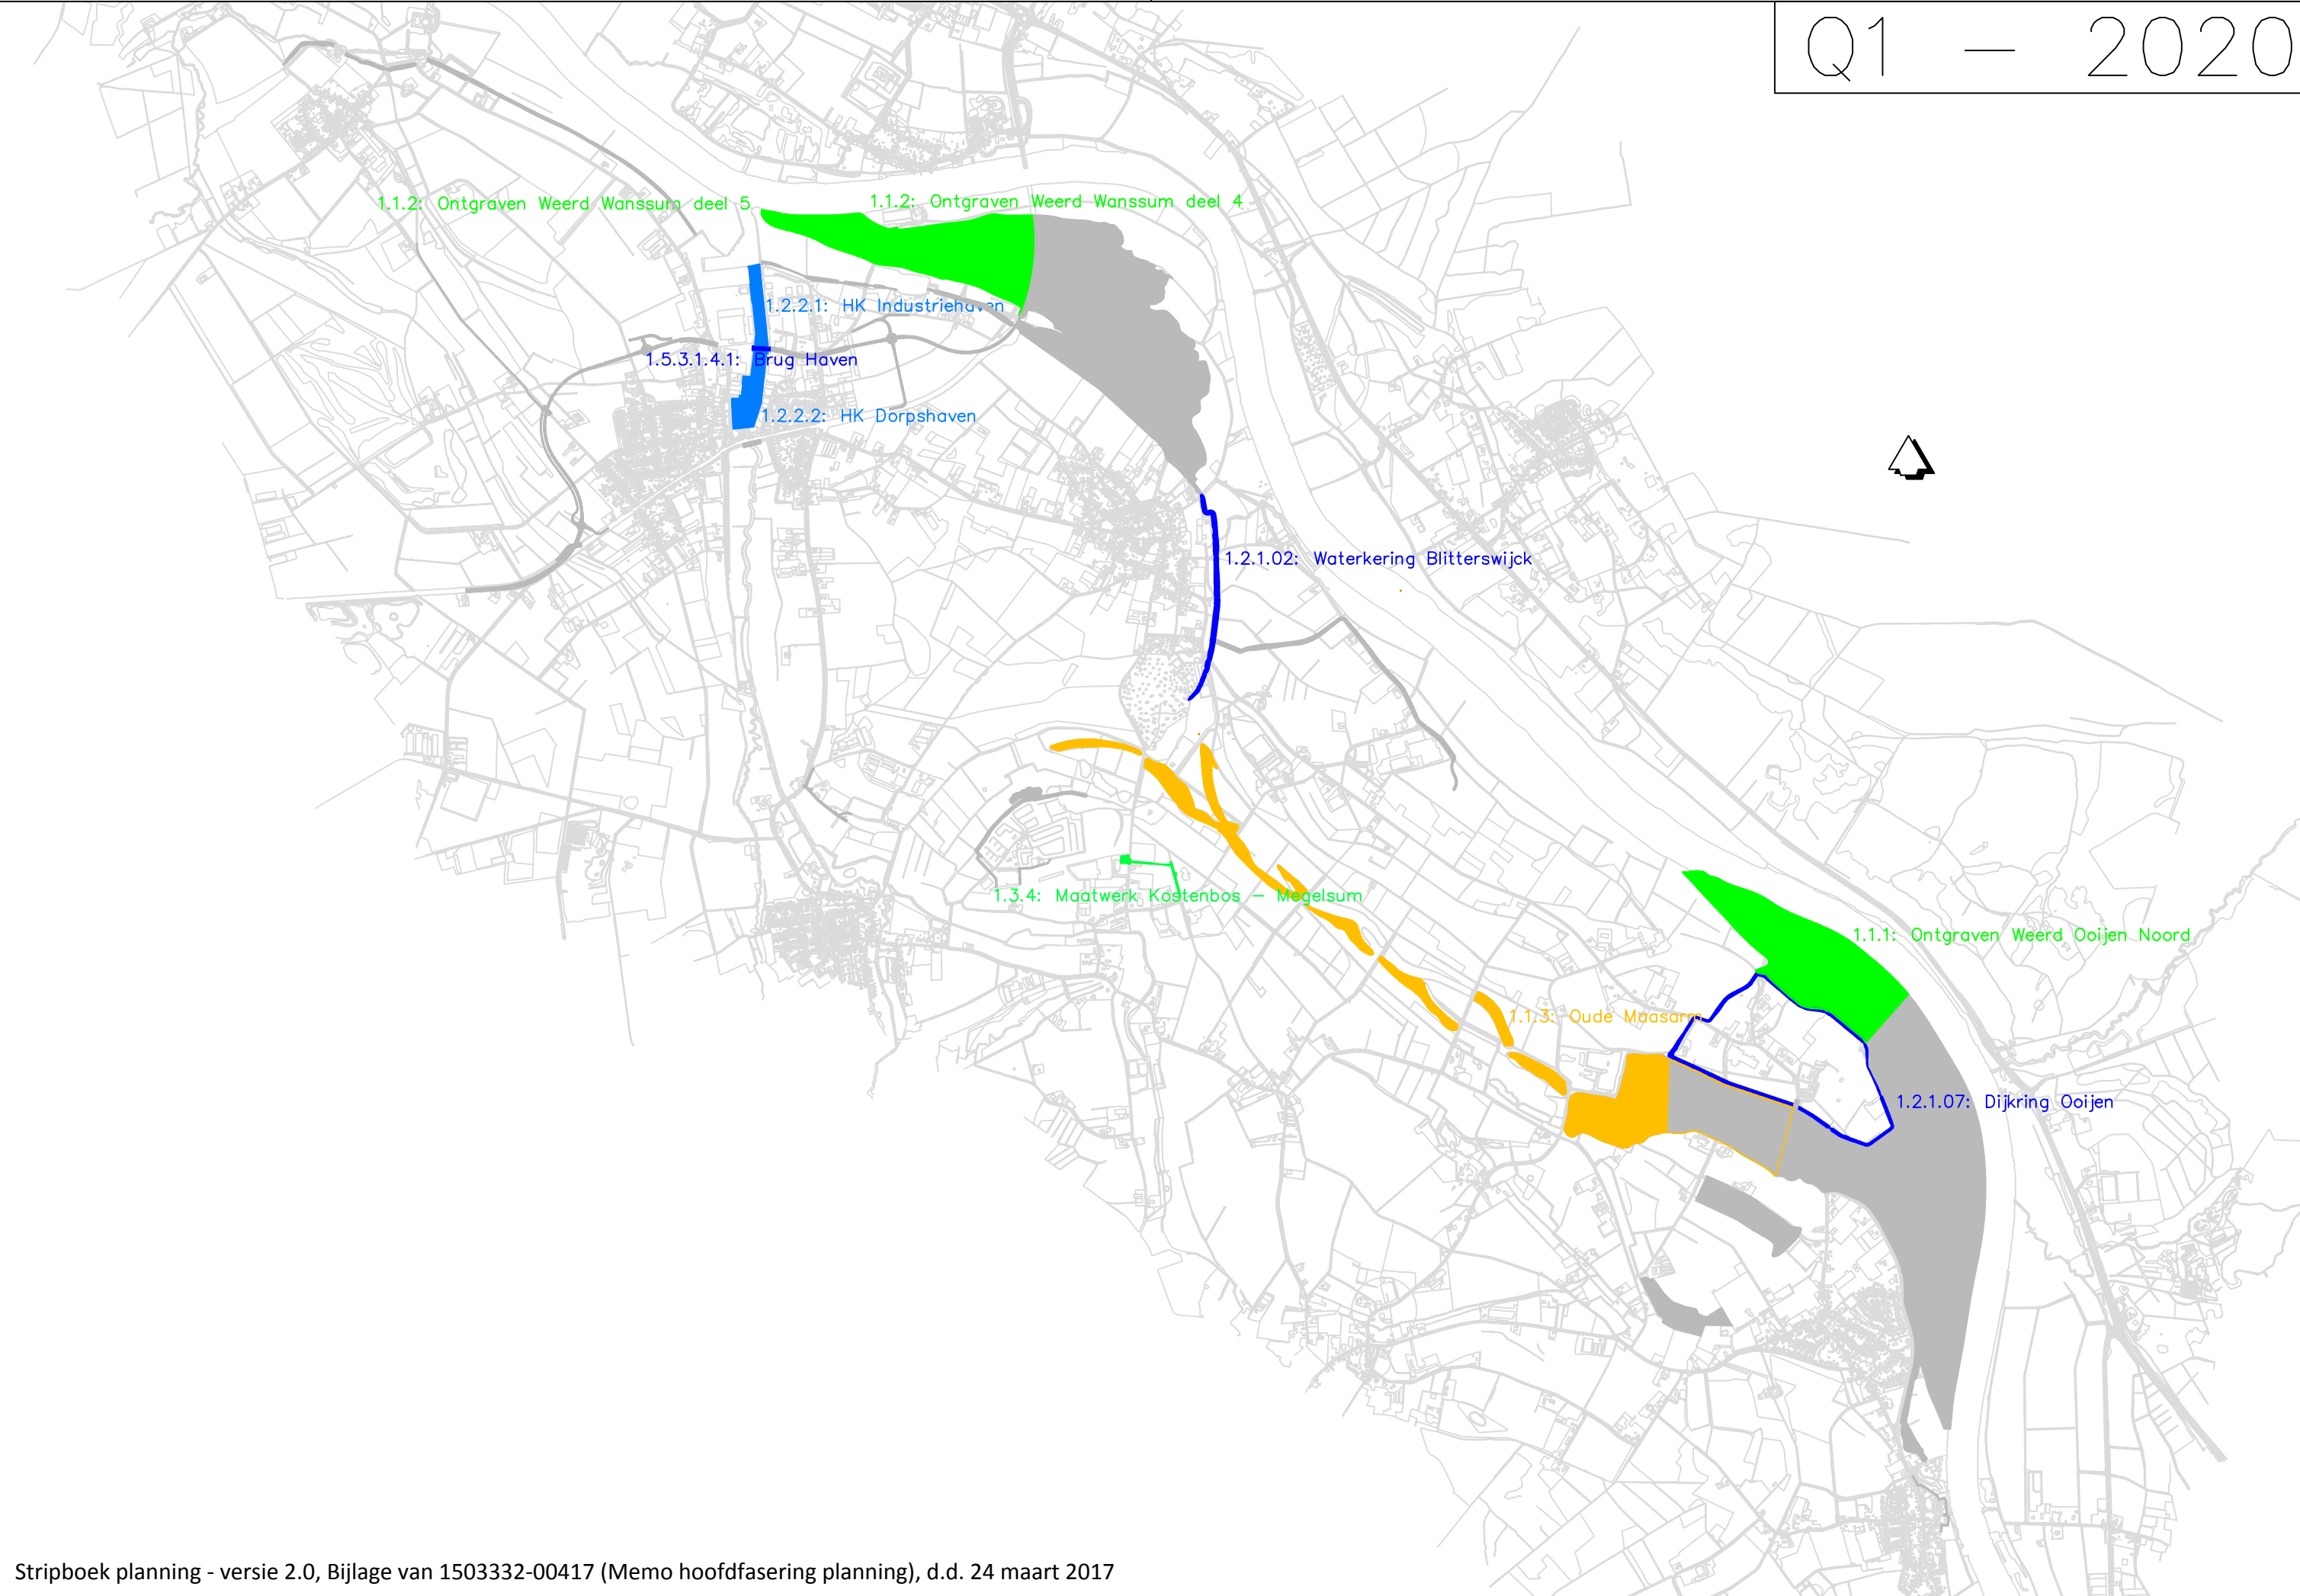 Q1 – 2020
1.1.2: Ontgraven Weerd Wanssum deel 5
1.1.2: Ontgraven Weerd Wanssum deel 4
1.2.2.1: HK Industriehaven
1.5.3.1.4.1: Brug Haven
1.2.2.2: HK Dorpshaven
1.2.1.02: Waterkering Blitterswijck
1.3.4: Maatwerk Kostenbos – Megelsum
1.1.1: Ontgraven Weerd Ooijen Noord
1.1.3: Oude Maasarm
1.2.1.07: Dijkring Ooijen
Stripboek planning - versie 2.0, Bijlage van 1503332-00417 (Memo hoofdfasering planning), d.d. 24 maart 2017